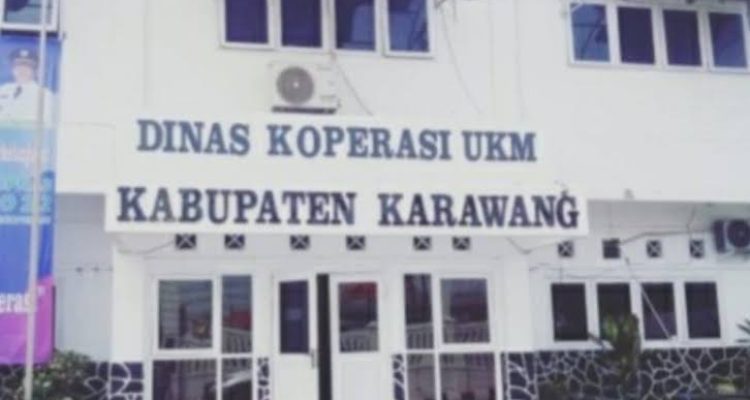 DINAS KOPERASI UKM
KABUPATEN KARAWANG